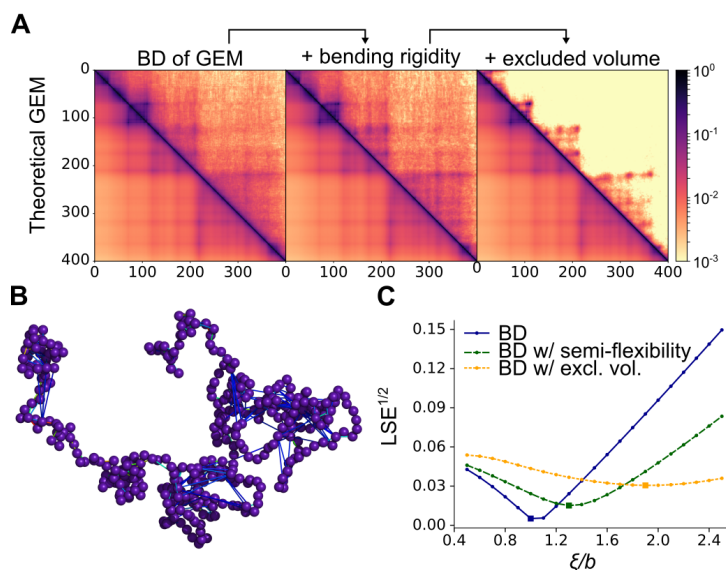 A
BD of GEM
+ bending rigidity
+ excluded volume
Theoretical GEM
0
100
200
300
400
0 100 200 300
0 100 200 300
0 100 200 300 400
10^0
10^-1
10^-2
10^-3
B
C
BD
BD w/ semi-flexibility
BD w/ excl. vol.
LSE^1/2
0.15
0.12
0.09
0.06
0.03
0.00
0.4 0.8 1.2 1.6 2.0 2.4
ξ/b